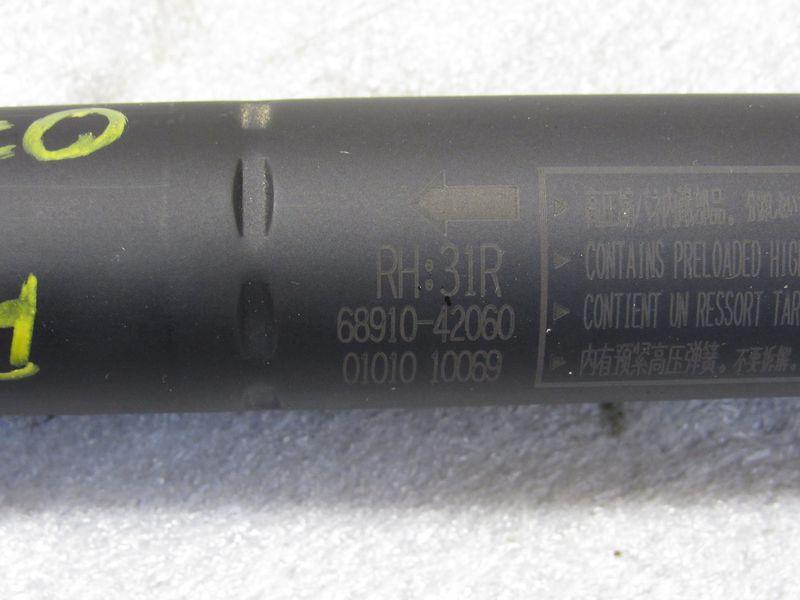 RH:31R
68910-42060
01010 10069
CONTAINS PRELOADED HIG
CONTIENT UN RESSORT TAR
内有预紧高压弹簧。不要拆解。